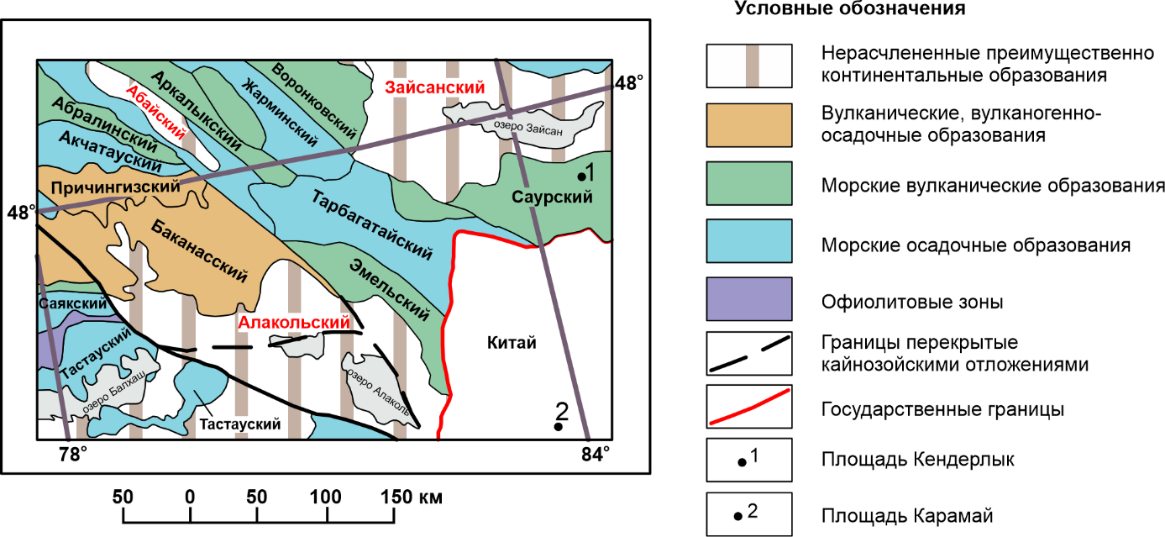 Условные обозначения
Воронковский
Зайсанский
48°
Жарминский
Аркалыкский
Абайский
Абралинский
озеро Зайсан
Акчатауский
1
Причингизский
Саурский
48°
Тарбагатайский
Баканасский
Эмельский
Саякский
Алакольский
Китай
Тастауский
озеро Балхаш
озеро Алаколь
Тастауский
2
78°
84°
50 0 50 100 150 км
Нерасчлененные преимущественно
континентальные образования
Вулканические, вулканогенно-
осадочные образования
Морские вулканические образования
Морские осадочные образования
Офиолитовые зоны
Границы перекрытые
кайнозойскими отложениями
Государственные границы
1 Площадь Кендерлык
2 Площадь Карамай